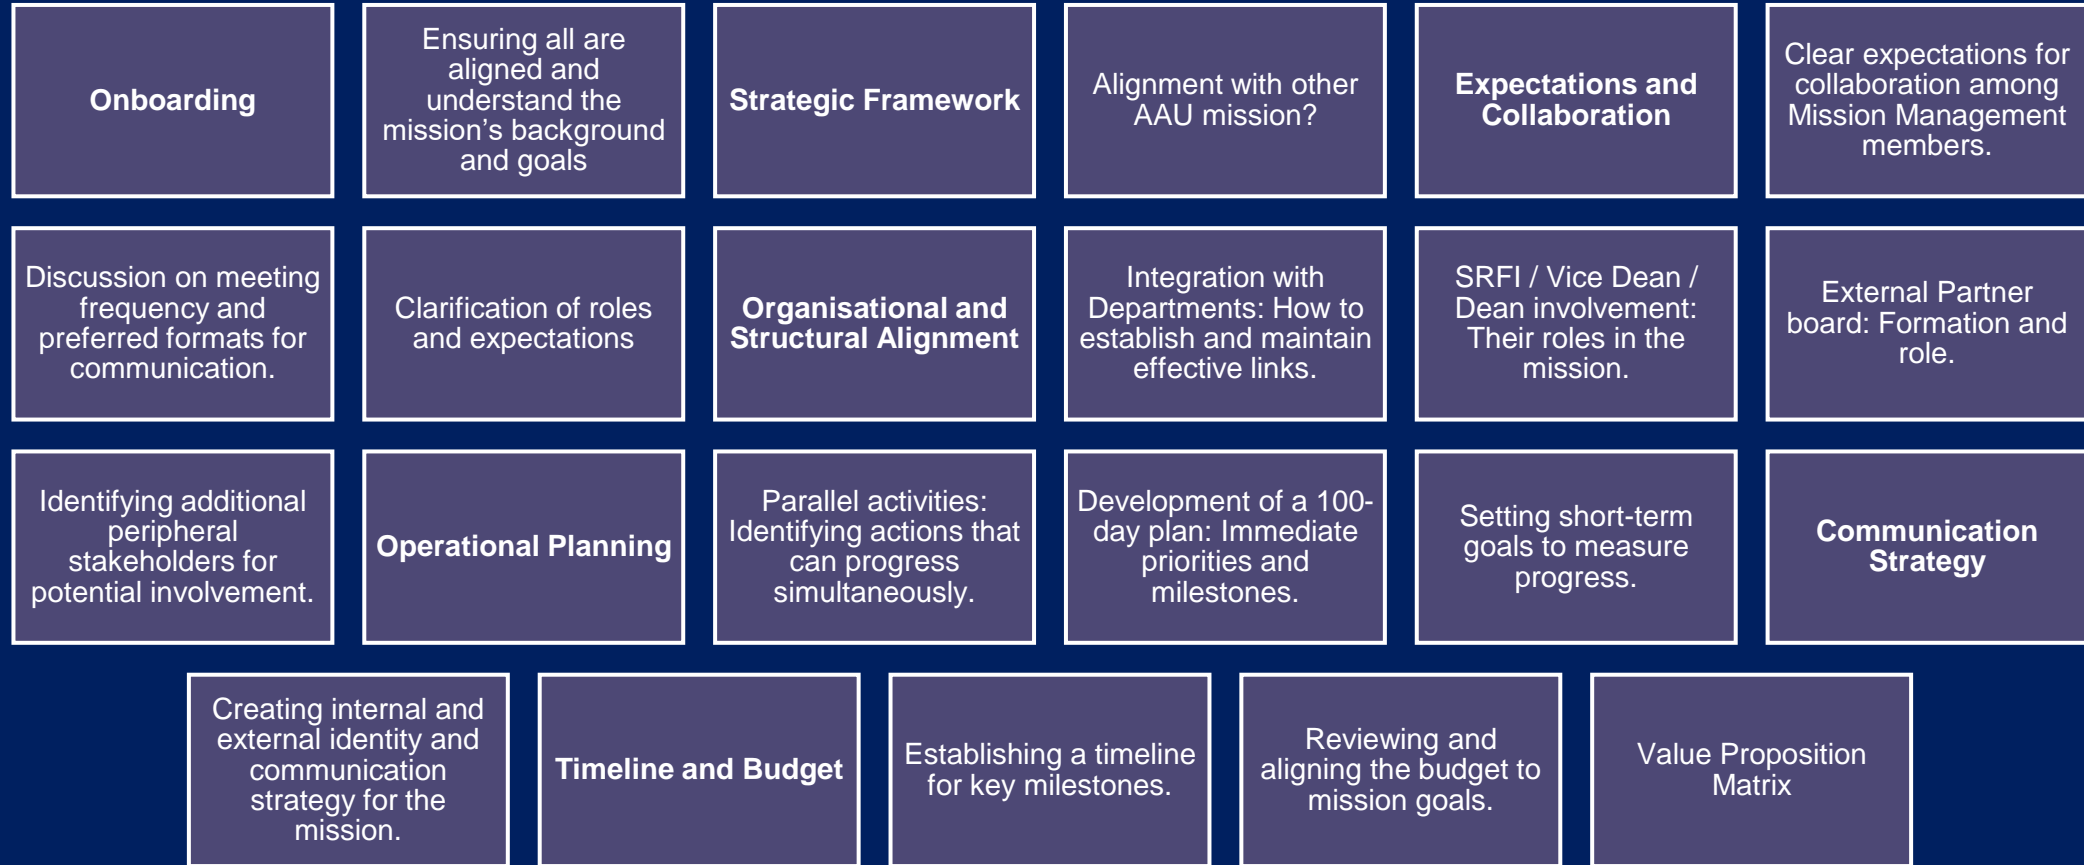 Onboarding
Ensuring all are
aligned and
understand the
mission’s background
and goals
Strategic Framework
Alignment with other
AAU mission?
Expectations and
Collaboration
Clear expectations for
collaboration among
Mission Management
members.
Discussion on meeting
frequency and
preferred formats for
communication.
Clarification of roles
and expectations
Organisational and
Structural Alignment
Integration with
Departments: How to
establish and maintain
effective links.
SRFI / Vice Dean /
Dean involvement:
Their roles in the
mission.
External Partner
board: Formation and
role.
Identifying additional
peripheral
stakeholders for
potential involvement.
Operational Planning
Parallel activities:
Identifying actions that
can progress
simultaneously.
Development of a 100-
day plan: Immediate
priorities and
milestones.
Setting short-term
goals to measure
progress.
Communication
Strategy
Creating internal and
external identity and
communication
strategy for the
mission.
Timeline and Budget
Establishing a timeline
for key milestones.
Reviewing and
aligning the budget to
mission goals.
Value Proposition
Matrix